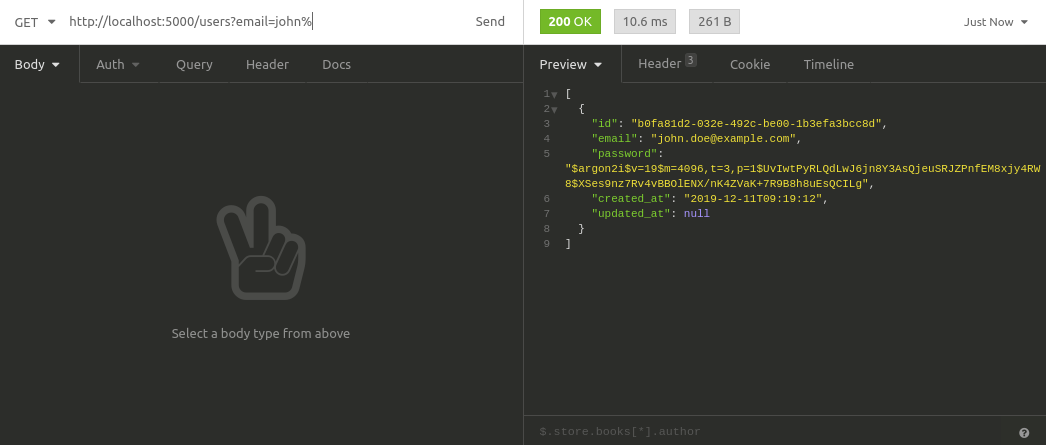 GET http://localhost:5000/users?email=john% Send
200 OK 10.6 ms 261 B Just Now
Body Auth Query Header Docs
Preview Header 3 Cookie Timeline
Select a body type from above
1 [
2 {
3 "id": "b0fa81d2-032e-492c-be00-1b3efa3bcc8d",
4 "email": "john.doe@example.com",
5 "password":
"$argon2i$v=19$m=4096,t=3,p=1$UvIwtPyRLQdLwJ6jn8Y3AsQjeuSRJZPnfEM8xjy4RW
8$XSes9nz7Rv4vBBOlENX/nK4ZVaK+7R9B8h8uEsQCILg",
6 "created_at": "2019-12-11T09:19:12",
7 "updated_at": null
8 }
9 ]
$.store.books[*].author